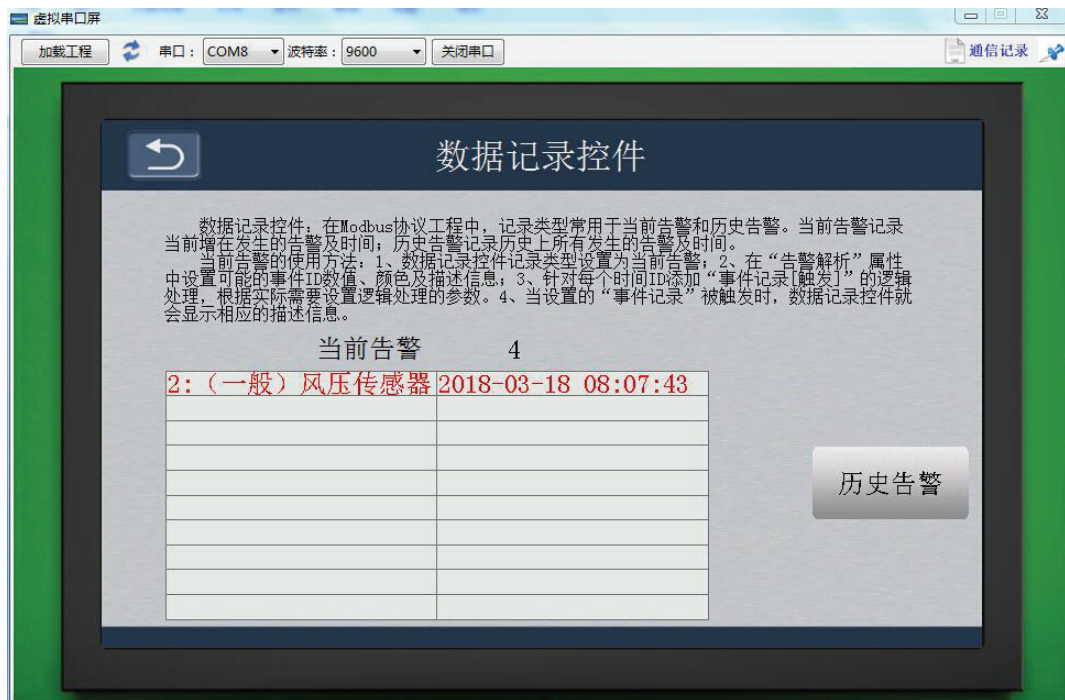 虚拟串口屏
加载工程 串口： COM8 波特率： 9600 关闭串口 通信记录
数据记录控件
数据记录控件：在Modbus协议工程中，记录类型常用于当前告警和历史告警。当前告警记录
当前增在发生的告警及时间；历史告警记录历史上所有发生的告警及时间。
当前告警的使用方法：1、数据记录控件记录类型设置为当前告警；2、在“告警解析”属性
中设置可能的事件ID数值、颜色及描述信息；3、针对每个时间ID添加“事件记录[触发]”的逻辑
处理，根据实际需要设置逻辑处理的参数。4、当设置的“事件记录”被触发时，数据记录控件就
会显示相应的描述信息。
当前告警 4
2:（一般）风压传感器 2018-03-18 08:07:43
历史告警